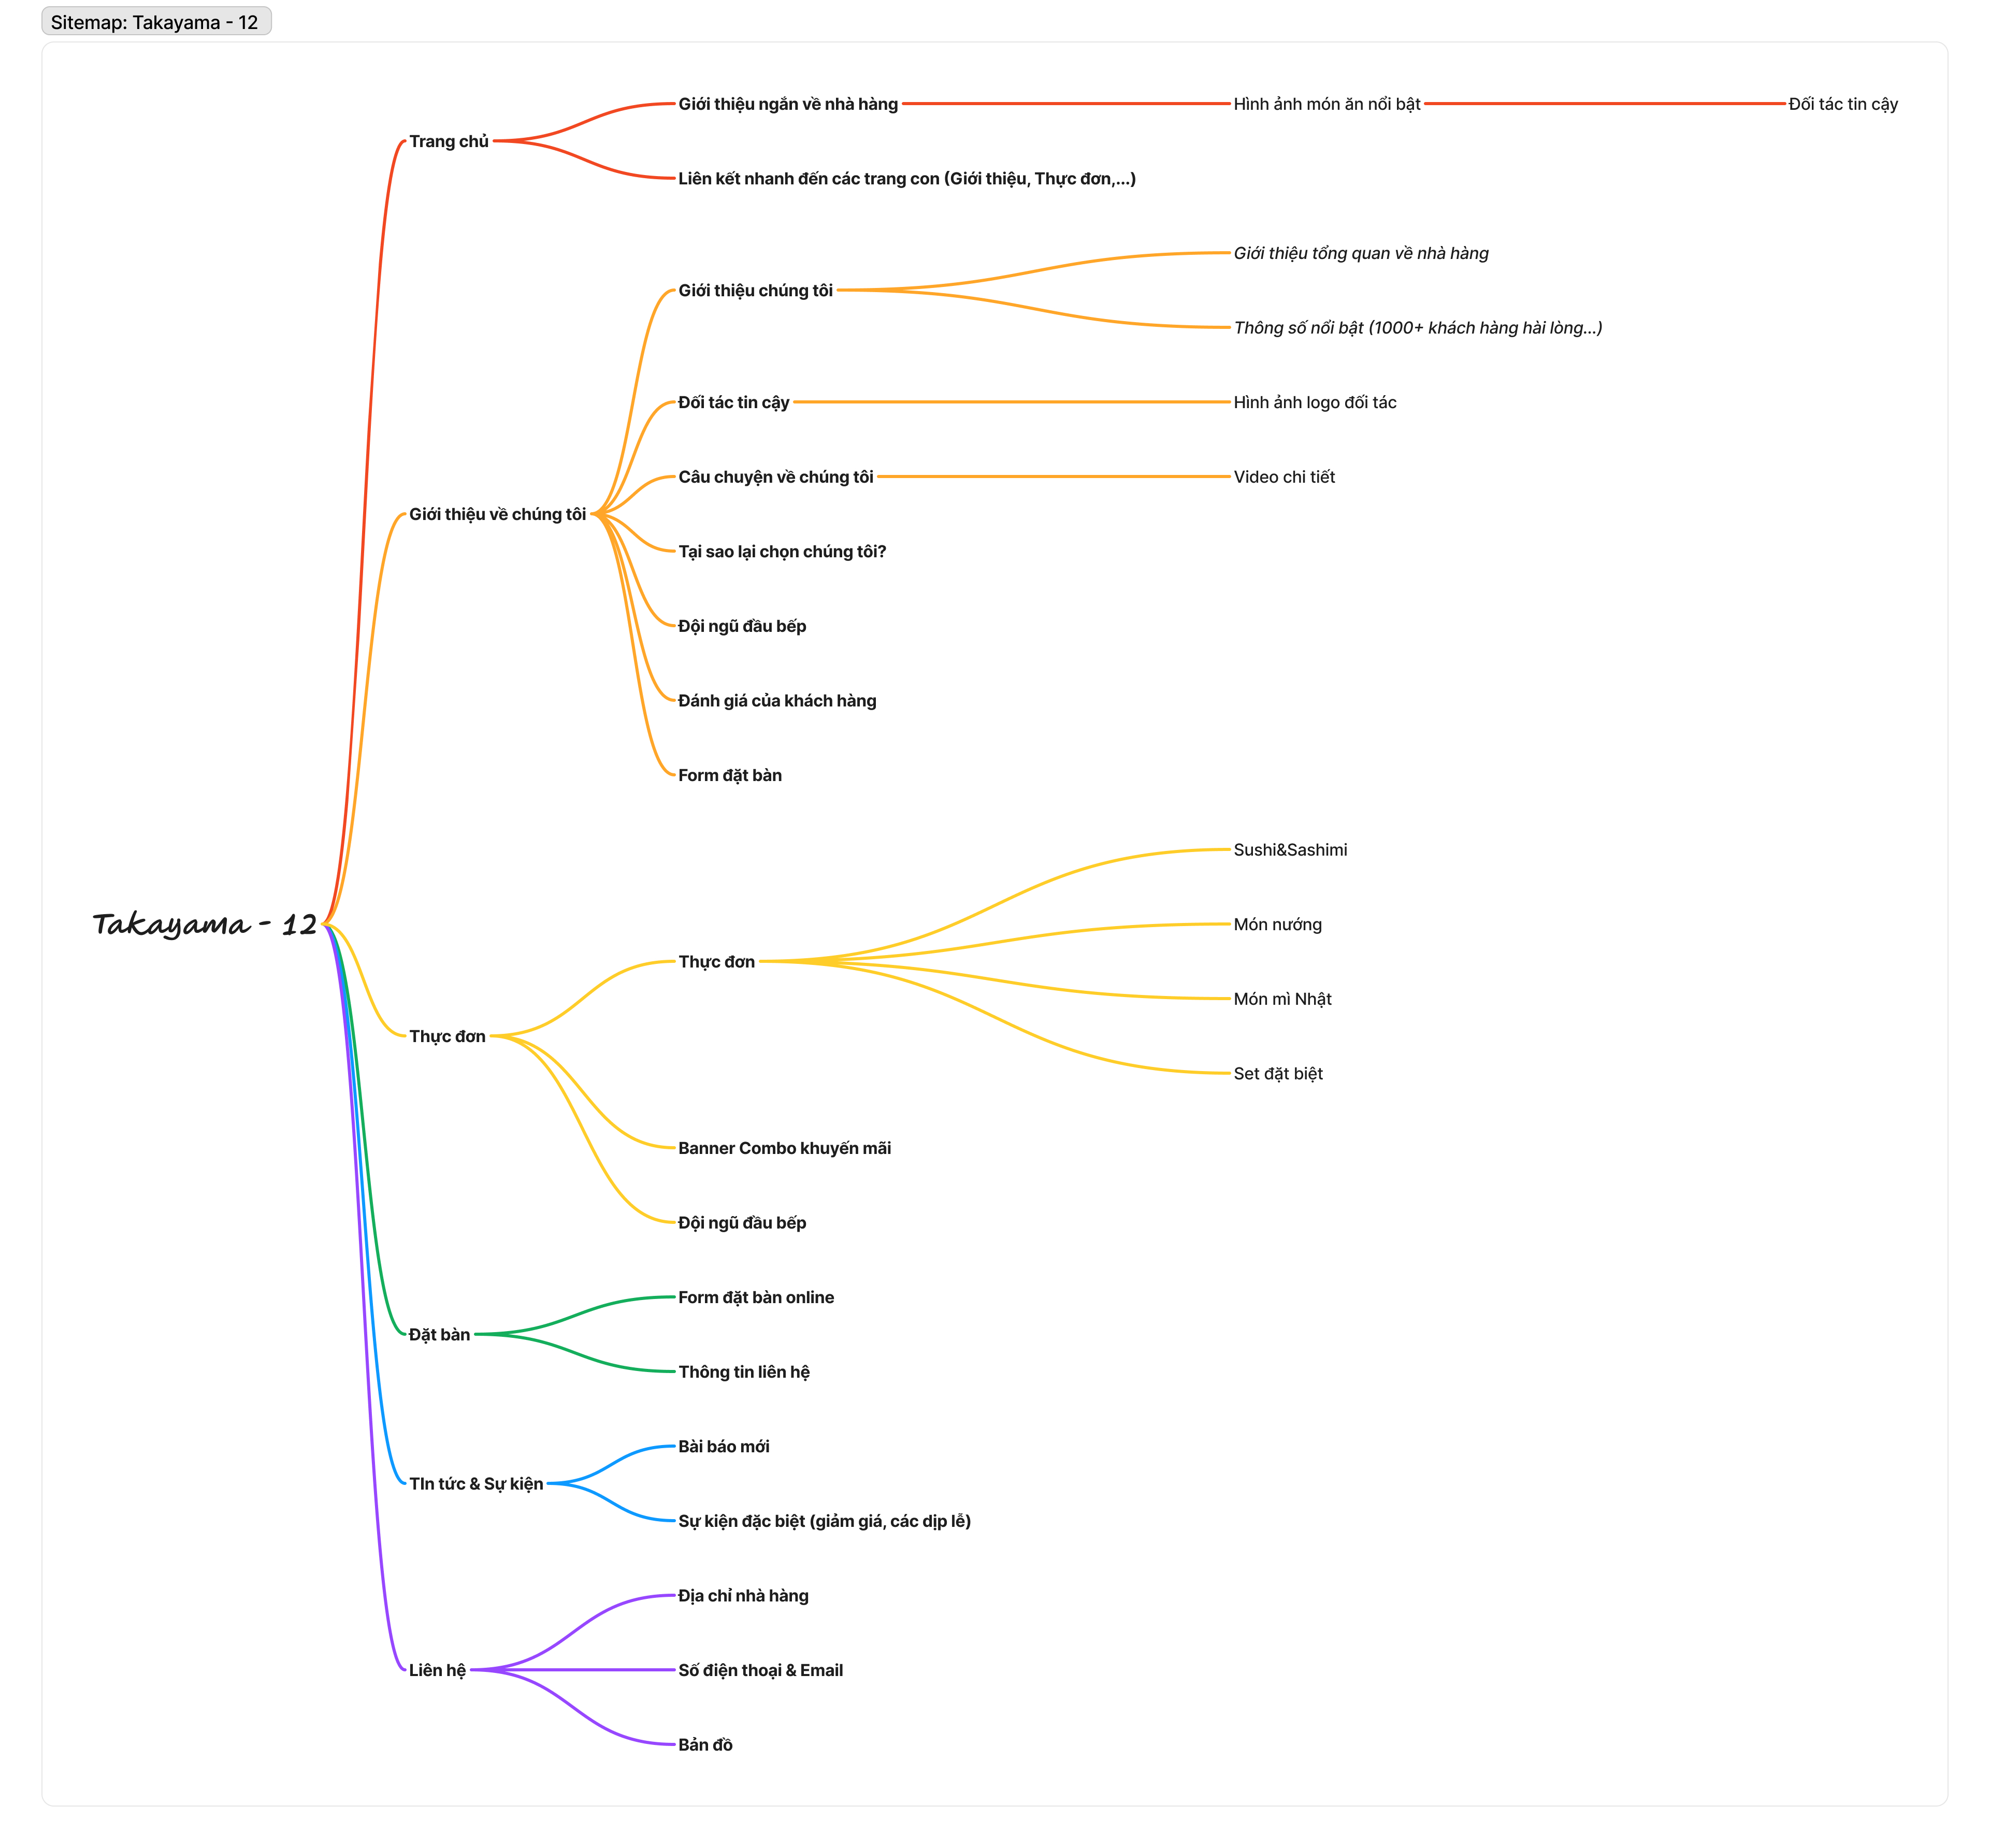 Sitemap: Takayama - 12
Giới thiệu ngắn về nhà hàng
Hình ảnh món ăn nổi bật
Đối tác tin cậy
Trang chủ
Liên kết nhanh đến các trang con (Giới thiệu, Thực đơn,...)
Giới thiệu tổng quan về nhà hàng
Giới thiệu chúng tôi
Thông số nổi bật (1000+ khách hàng hài lòng...)
Đối tác tin cậy
Hình ảnh logo đối tác
Câu chuyện về chúng tôi
Video chi tiết
Giới thiệu về chúng tôi
Tại sao lại chọn chúng tôi?
Đội ngũ đầu bếp
Đánh giá của khách hàng
Form đặt bàn
Sushi&Sashimi
Takayama - 12
Món nướng
Thực đơn
Món mì Nhật
Thực đơn
Set đặt biệt
Banner Combo khuyến mãi
Đội ngũ đầu bếp
Form đặt bàn online
Đặt bàn
Thông tin liên hệ
Bài báo mới
TIn tức & Sự kiện
Sự kiện đặc biệt (giảm giá, các dịp lễ)
Địa chỉ nhà hàng
Liên hệ
Số điện thoại & Email
Bản đồ